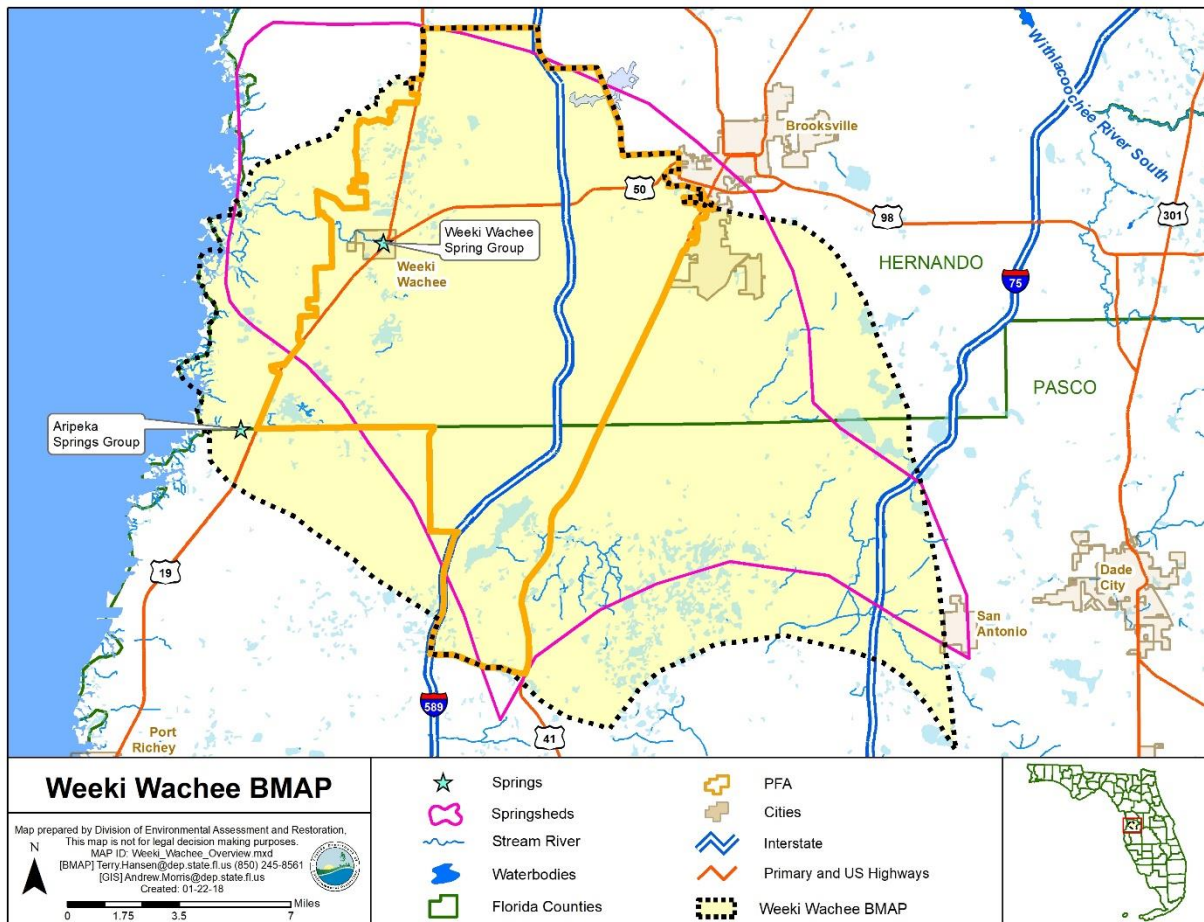 Withlacoochee River South
Brooksville
50
98
301
Weeki Wachee
Spring Group
Weeki
Wachee
HERNANDO
75
PASCO
Aripeka
Springs Group
19
Dade
City
San
Antonio
589
41
Port
Richey
Weeki Wachee BMAP
Map prepared by Division of Environmental Assessment and Restoration.
This map is not for legal decision making purposes.
MAP ID: Weeki_Wachee_Overview.mxd
[BMAP] Terry.Hansen@dep.state.fl.us (850) 245-8561
[GIS] Andrew.Morris@dep.state.fl.us
Created: 01-22-18
N
Miles
0 1.75 3.5 7
Springs
Springsheds
Stream River
Waterbodies
Florida Counties
PFA
Cities
Interstate
Primary and US Highways
Weeki Wachee BMAP